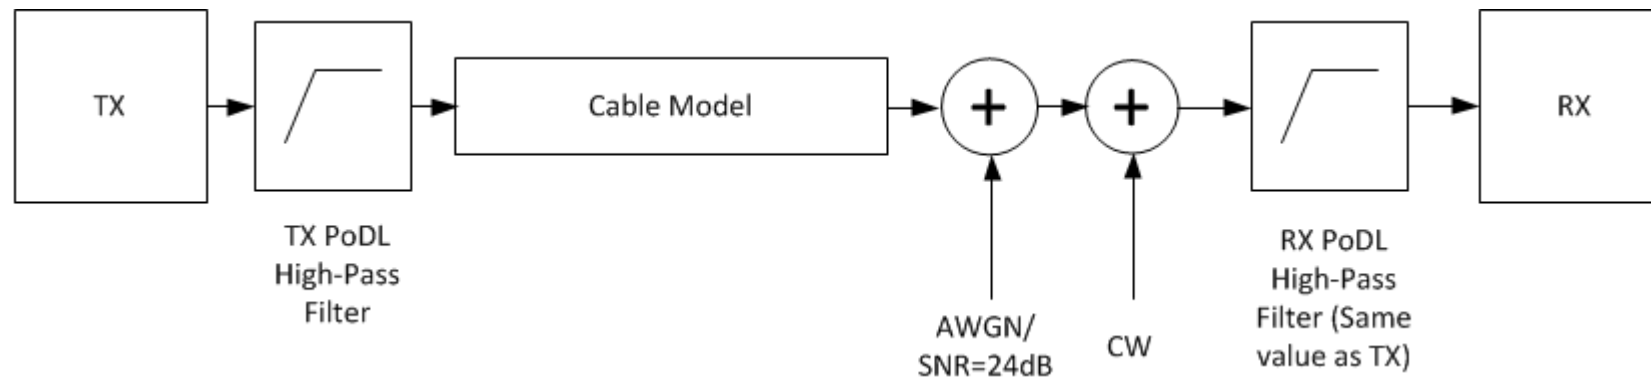 TX
Cable Model
+
+
RX
TX PoDL
High-Pass
Filter
AWGN/
SNR=24dB
CW
RX PoDL
High-Pass
Filter (Same
value as TX)